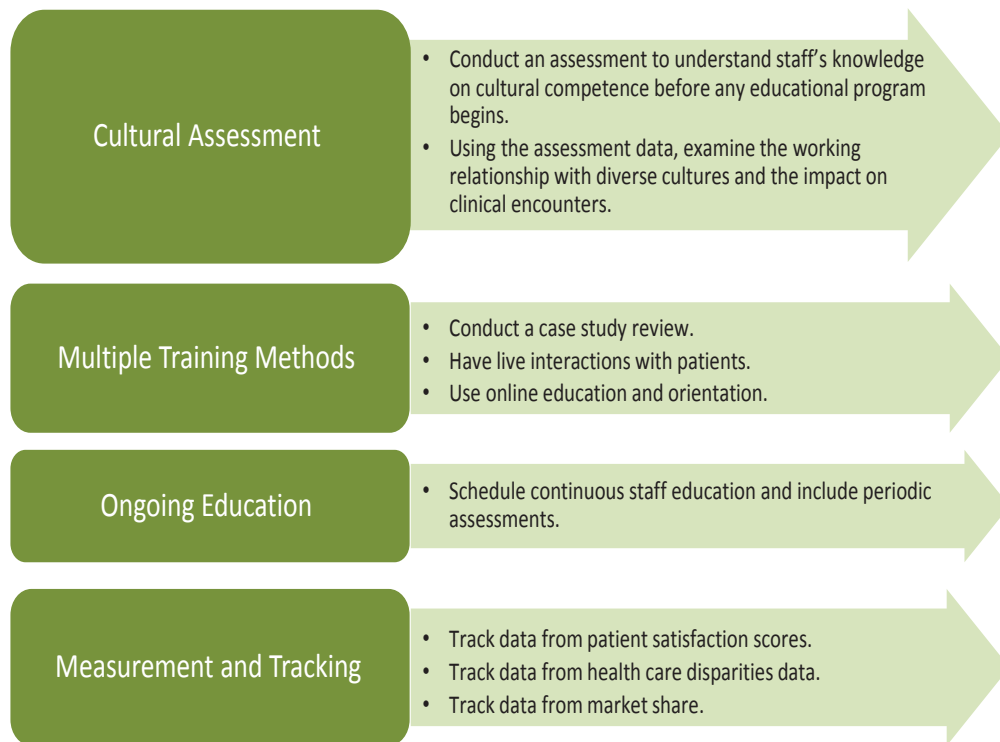 Cultural Assessment
• Conduct an assessment to understand staff’s knowledge
on cultural competence before any educational program
begins.
• Using the assessment data, examine the working
relationship with diverse cultures and the impact on
clinical encounters.
Multiple Training Methods
• Conduct a case study review.
• Have live interactions with patients.
• Use online education and orientation.
Ongoing Education
• Schedule continuous staff education and include periodic
assessments.
Measurement and Tracking
• Track data from patient satisfaction scores.
• Track data from health care disparities data.
• Track data from market share.